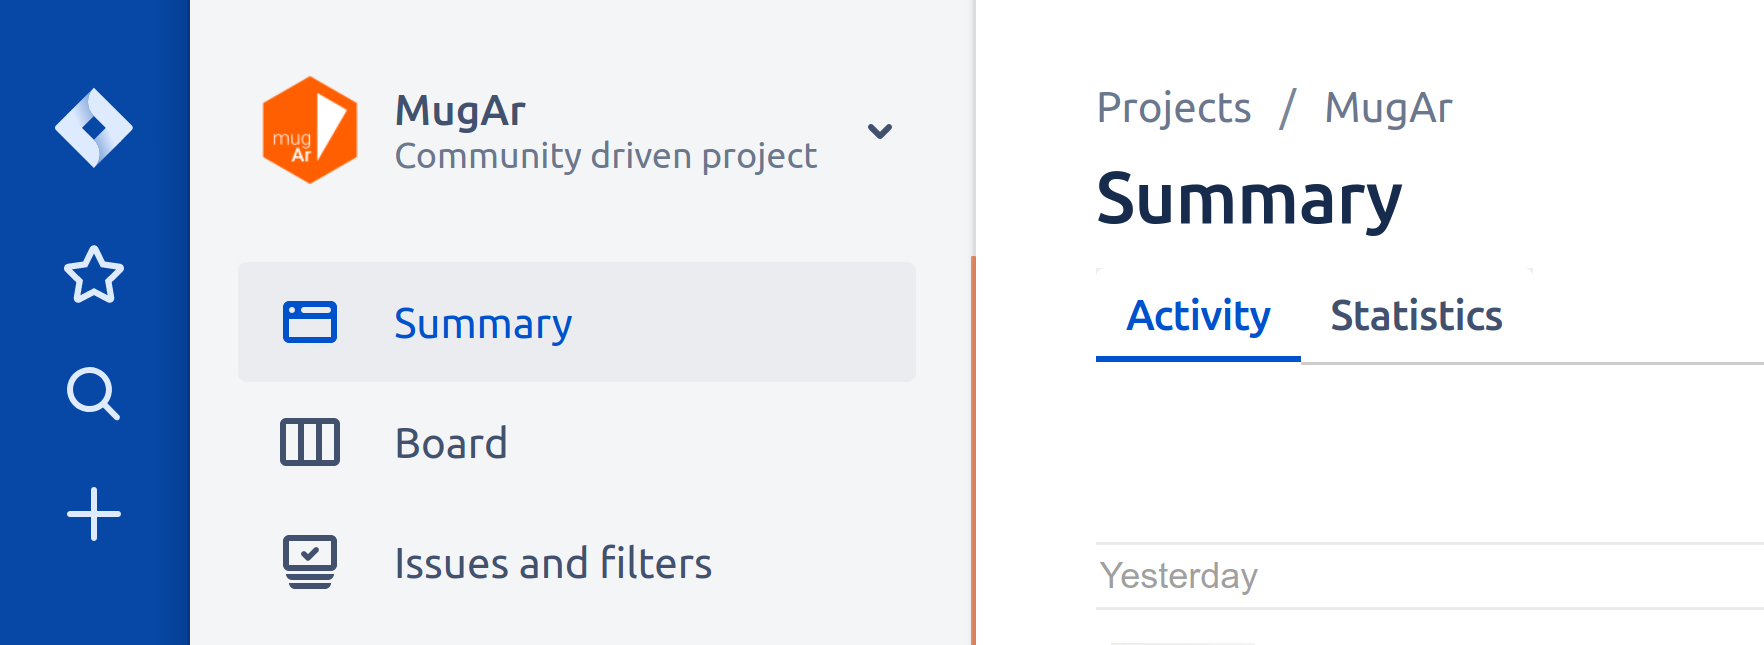 mug
Ar
MugAr
Community driven project
Summary
Board
Issues and filters
Projects / MugAr
Summary
Activity Statistics
Yesterday